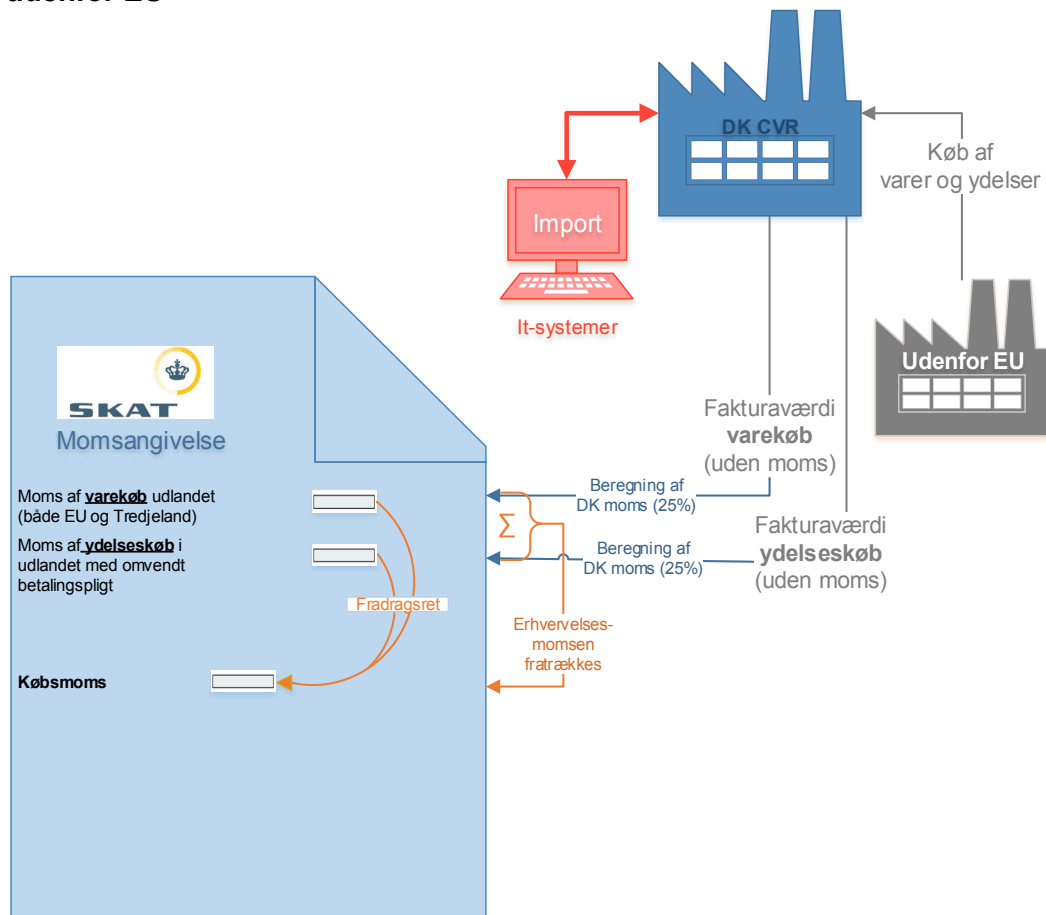 udenfor EU
DK CVR
Køb af
varer og ydelser
Import
It-systemer
Udenfor EU
SKAT
Momsangivelse
Fakturaværdi
varekøb
(uden moms)
Moms af varekøb udlandet
(både EU og Tredjeland)
Beregning af
DK moms (25%)
Σ
Fakturaværdi
ydelseskøb
(uden moms)
Moms af ydelseskøb i
udlandet med omvendt
betalingspligt
Beregning af
DK moms (25%)
Fradragsret
Erhvervelses-
momsen
fratrækkes
Købsmoms